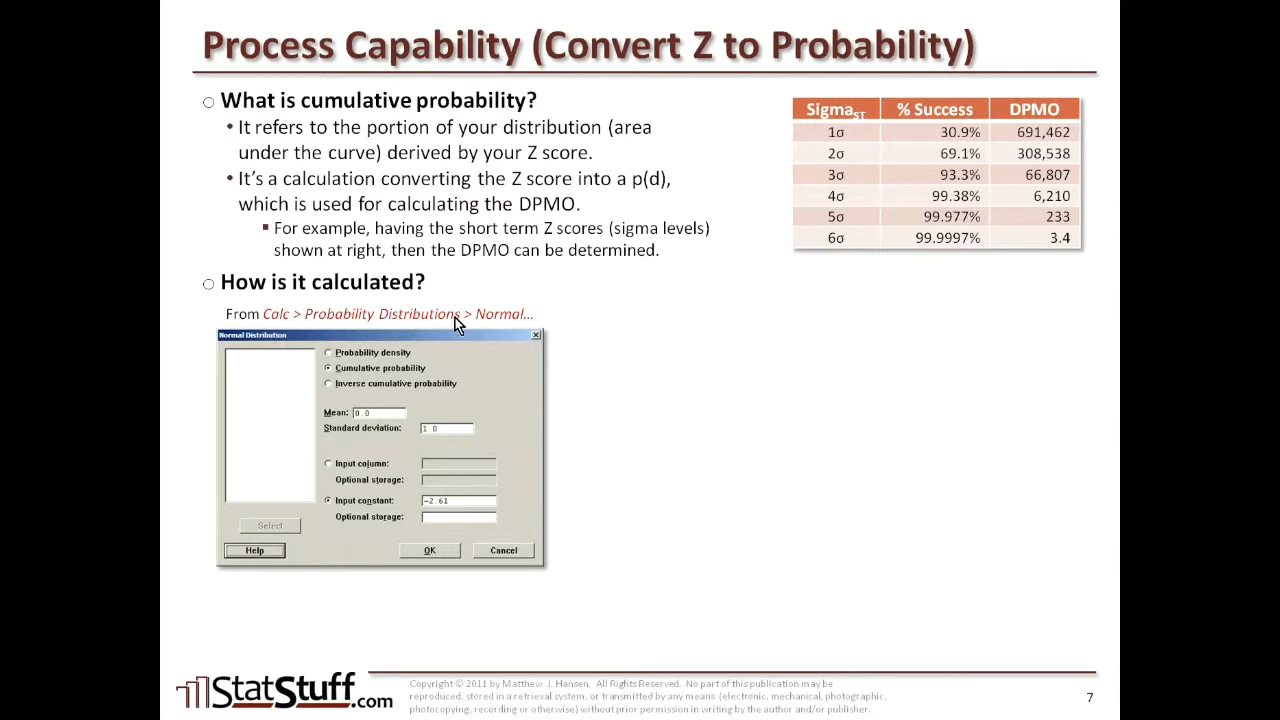 Process Capability (Convert Z to Probability)
What is cumulative probability?
• It refers to the portion of your distribution (area
under the curve) derived by your Z score.
• It's a calculation converting the Z score into a p(d),
which is used for calculating the DPMO.
▪ For example, having the short term Z scores (sigma levels)
shown at right, then the DPMO can be determined.
SigmaST % Success DPMO
1σ 30.9% 691,462
2σ 69.1% 308,538
3σ 93.3% 66,807
4σ 99.38% 6,210
5σ 99.977% 233
6σ 99.9997% 3.4
How is it calculated?
From Calc > Probability Distributions > Normal...
Normal Distribution
Probability density
Cumulative probability
Inverse cumulative probability
Mean: 0.0
Standard deviation: 1.0
Input column:
Optional storage:
Input constant: -2.61
Optional storage:
Select
Help OK Cancel
StatStuff.com
Copyright © 2011 by Matthew J. Hansen. All Rights Reserved. No part of this publication may be
reproduced, stored in a retrieval system, or transmitted by any means (electronic, mechanical, photographic,
photocopying, recording or otherwise) without prior permission in writing by the author and/or publisher.
7